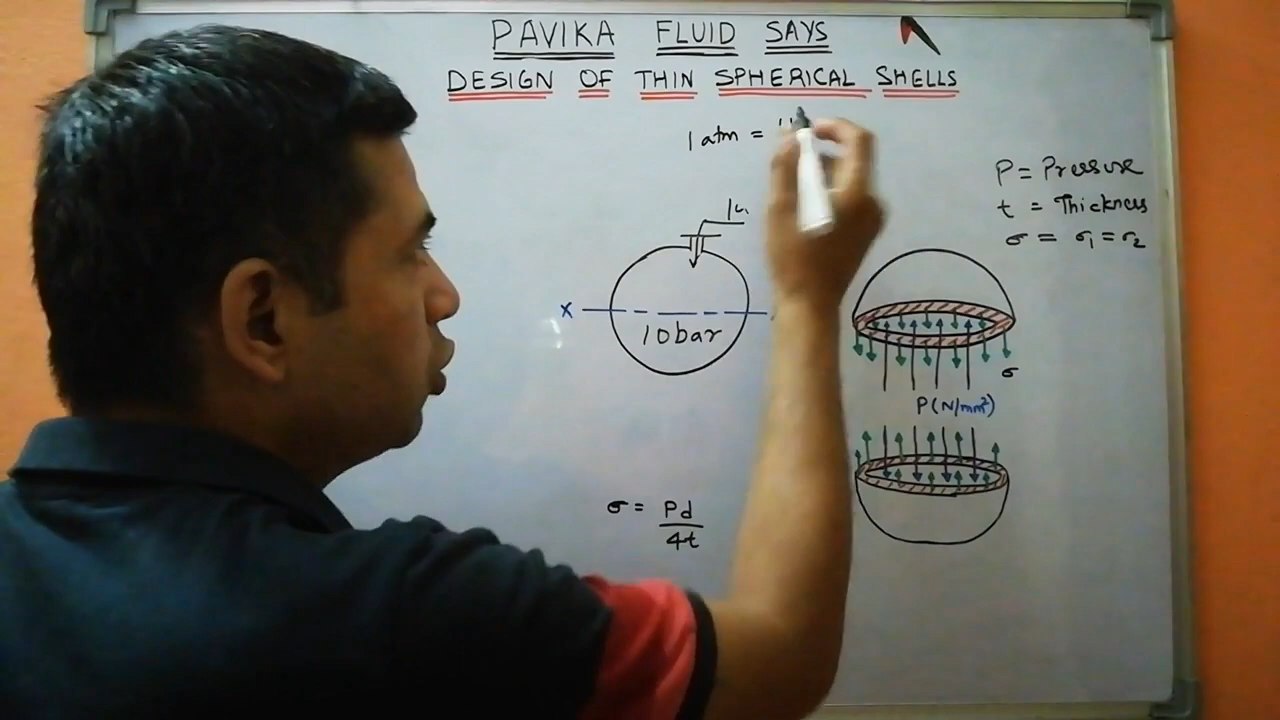 PAVIKA FLUID SAYS
DESIGN OF THIN SPHERICAL SHELLS
1 atm =
P = Pressure
t = Thickness
σ = σ₁ = σ₂
X
10 bar
σ
P(N/mm²)
σ = Pd
4t